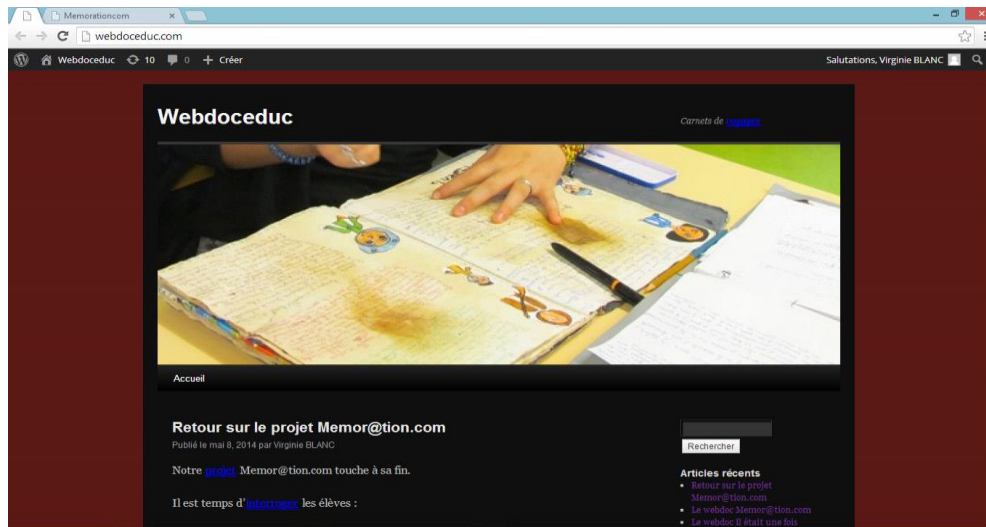 Memorationcom
webdoceduc.com
Webdoceduc 10 0 + Créer Salutations, Virginie BLANC
Webdoceduc
Carnets de voyages
Accueil
Retour sur le projet Memor@tion.com
Publié le mai 8, 2014 par Virginie BLANC
Notre projet Memor@tion.com touche à sa fin.
Il est temps d'interroger les élèves :
Rechercher
Articles récents
Retour sur le projet
Memor@tion.com
Le webdoc Memor@tion.com
Le webdoc Il était une fois